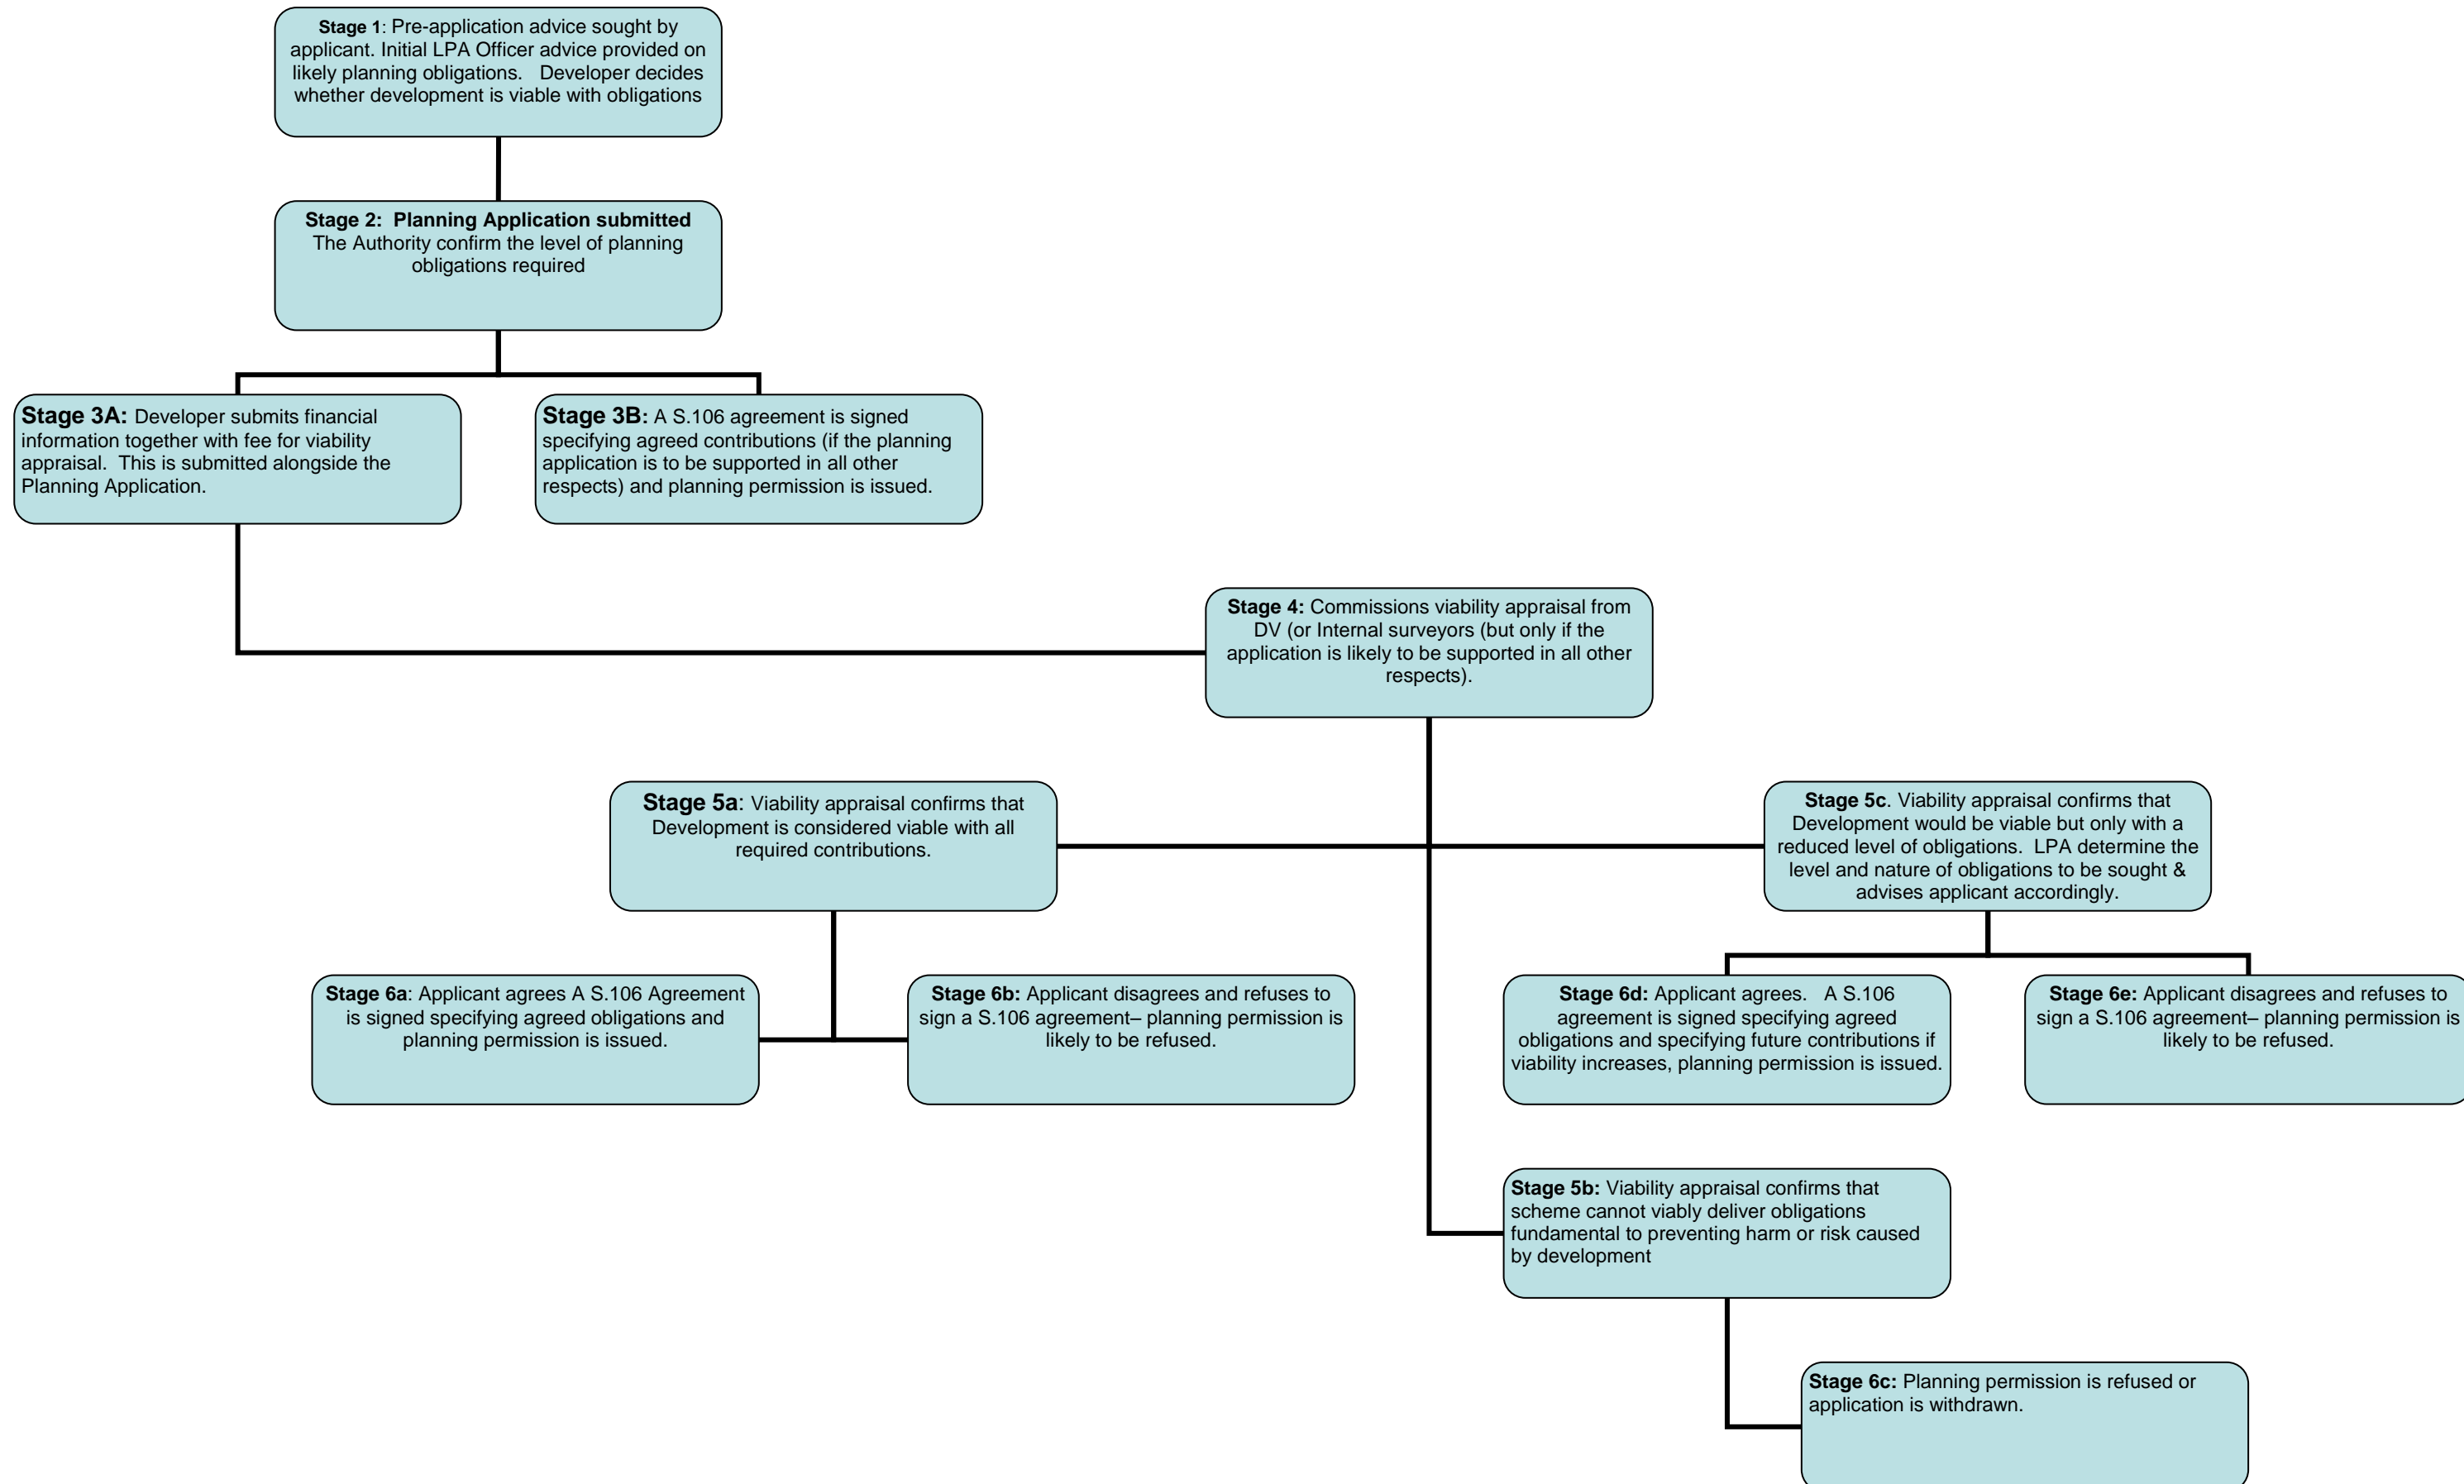 Stage 1: Pre-application advice sought by
applicant. Initial LPA Officer advice provided on
likely planning obligations.   Developer decides
whether development is viable with obligations
Stage 2:  Planning Application submitted
The Authority confirm the level of planning
obligations required
Stage 3A: Developer submits financial
information together with fee for viability
appraisal.  This is submitted alongside the
Planning Application.
Stage 3B: A S.106 agreement is signed
specifying agreed contributions (if the planning
application is to be supported in all other
respects) and planning permission is issued.
Stage 4: Commissions viability appraisal from
DV (or Internal surveyors (but only if the
application is likely to be supported in all other
respects).
Stage 5a: Viability appraisal confirms that
Development is considered viable with all
required contributions.
Stage 5c. Viability appraisal confirms that
Development would be viable but only with a
reduced level of obligations.  LPA determine the
level and nature of obligations to be sought &
advises applicant accordingly.
Stage 6a: Applicant agrees A S.106 Agreement
is signed specifying agreed obligations and
planning permission is issued.
Stage 6b: Applicant disagrees and refuses to
sign a S.106 agreement– planning permission is
likely to be refused.
Stage 6d: Applicant agrees.   A S.106
agreement is signed specifying agreed
obligations and specifying future contributions if
viability increases, planning permission is issued.
Stage 6e: Applicant disagrees and refuses to
sign a S.106 agreement– planning permission is
likely to be refused.
Stage 5b: Viability appraisal confirms that
scheme cannot viably deliver obligations
fundamental to preventing harm or risk caused
by development
Stage 6c: Planning permission is refused or
application is withdrawn.